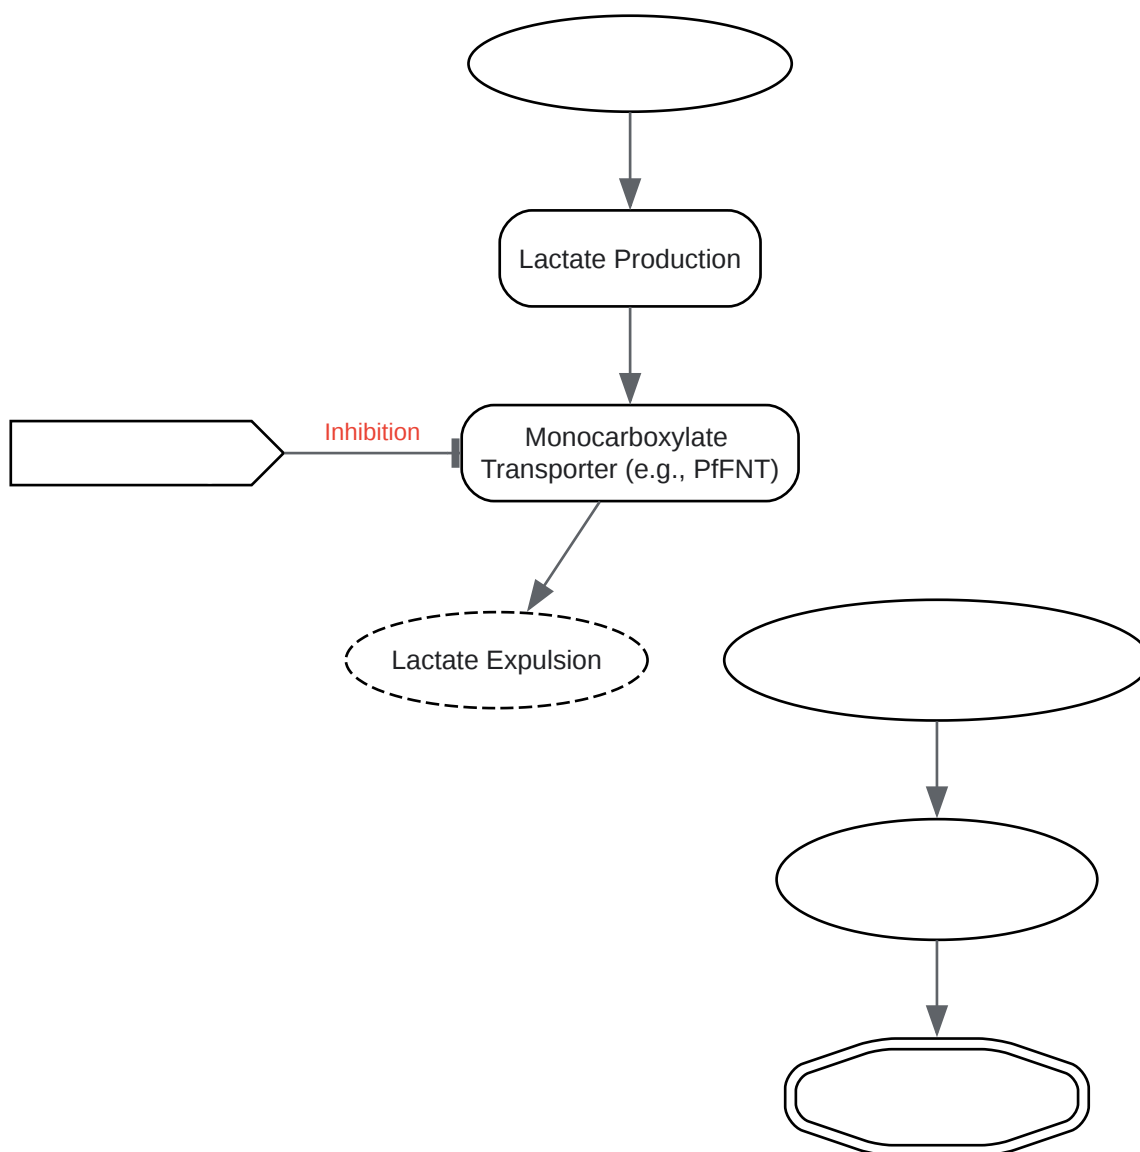 Lactate Production
Inhibition
Monocarboxylate
Transporter (e.g., PfFNT)
Lactate Expulsion